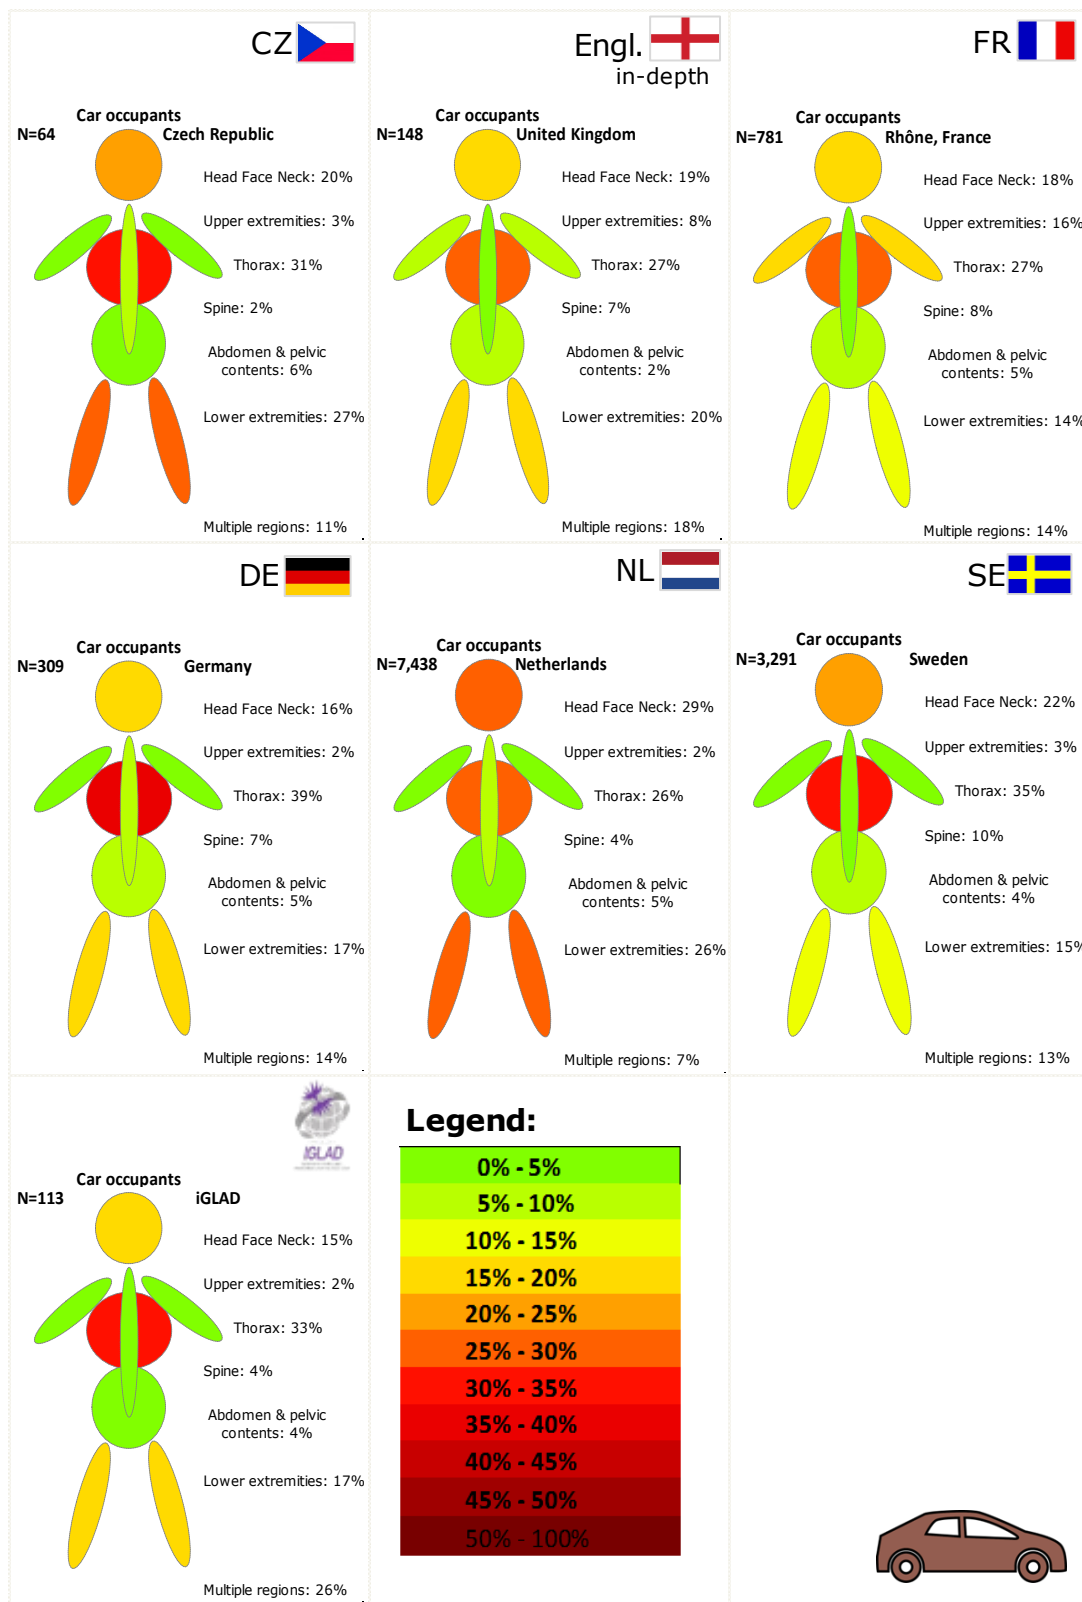 CZ
Car occupants
N=64
Czech Republic
Head Face Neck: 20%
Upper extremities: 3%
Thorax: 31%
Spine: 2%
Abdomen & pelvic
contents: 6%
Lower extremities: 27%
Multiple regions: 11%
Engl.
in-depth
Car occupants
N=148
United Kingdom
Head Face Neck: 19%
Upper extremities: 8%
Thorax: 27%
Spine: 7%
Abdomen & pelvic
contents: 2%
Lower extremities: 20%
Multiple regions: 18%
FR
Car occupants
N=781
Rhône, France
Head Face Neck: 18%
Upper extremities: 16%
Thorax: 27%
Spine: 8%
Abdomen & pelvic
contents: 5%
Lower extremities: 14%
Multiple regions: 14%
DE
Car occupants
N=309
Germany
Head Face Neck: 16%
Upper extremities: 2%
Thorax: 39%
Spine: 7%
Abdomen & pelvic
contents: 5%
Lower extremities: 17%
Multiple regions: 14%
NL
Car occupants
N=7,438
Netherlands
Head Face Neck: 29%
Upper extremities: 2%
Thorax: 26%
Spine: 4%
Abdomen & pelvic
contents: 5%
Lower extremities: 26%
Multiple regions: 7%
SE
Car occupants
N=3,291
Sweden
Head Face Neck: 22%
Upper extremities: 3%
Thorax: 35%
Spine: 10%
Abdomen & pelvic
contents: 4%
Lower extremities: 15%
Multiple regions: 13%
IGLAD
Car occupants
N=113
iGLAD
Head Face Neck: 15%
Upper extremities: 2%
Thorax: 33%
Spine: 4%
Abdomen & pelvic
contents: 4%
Lower extremities: 17%
Multiple regions: 26%
Legend:
0% - 5%
5% - 10%
10% - 15%
15% - 20%
20% - 25%
25% - 30%
30% - 35%
35% - 40%
40% - 45%
45% - 50%
50% - 100%